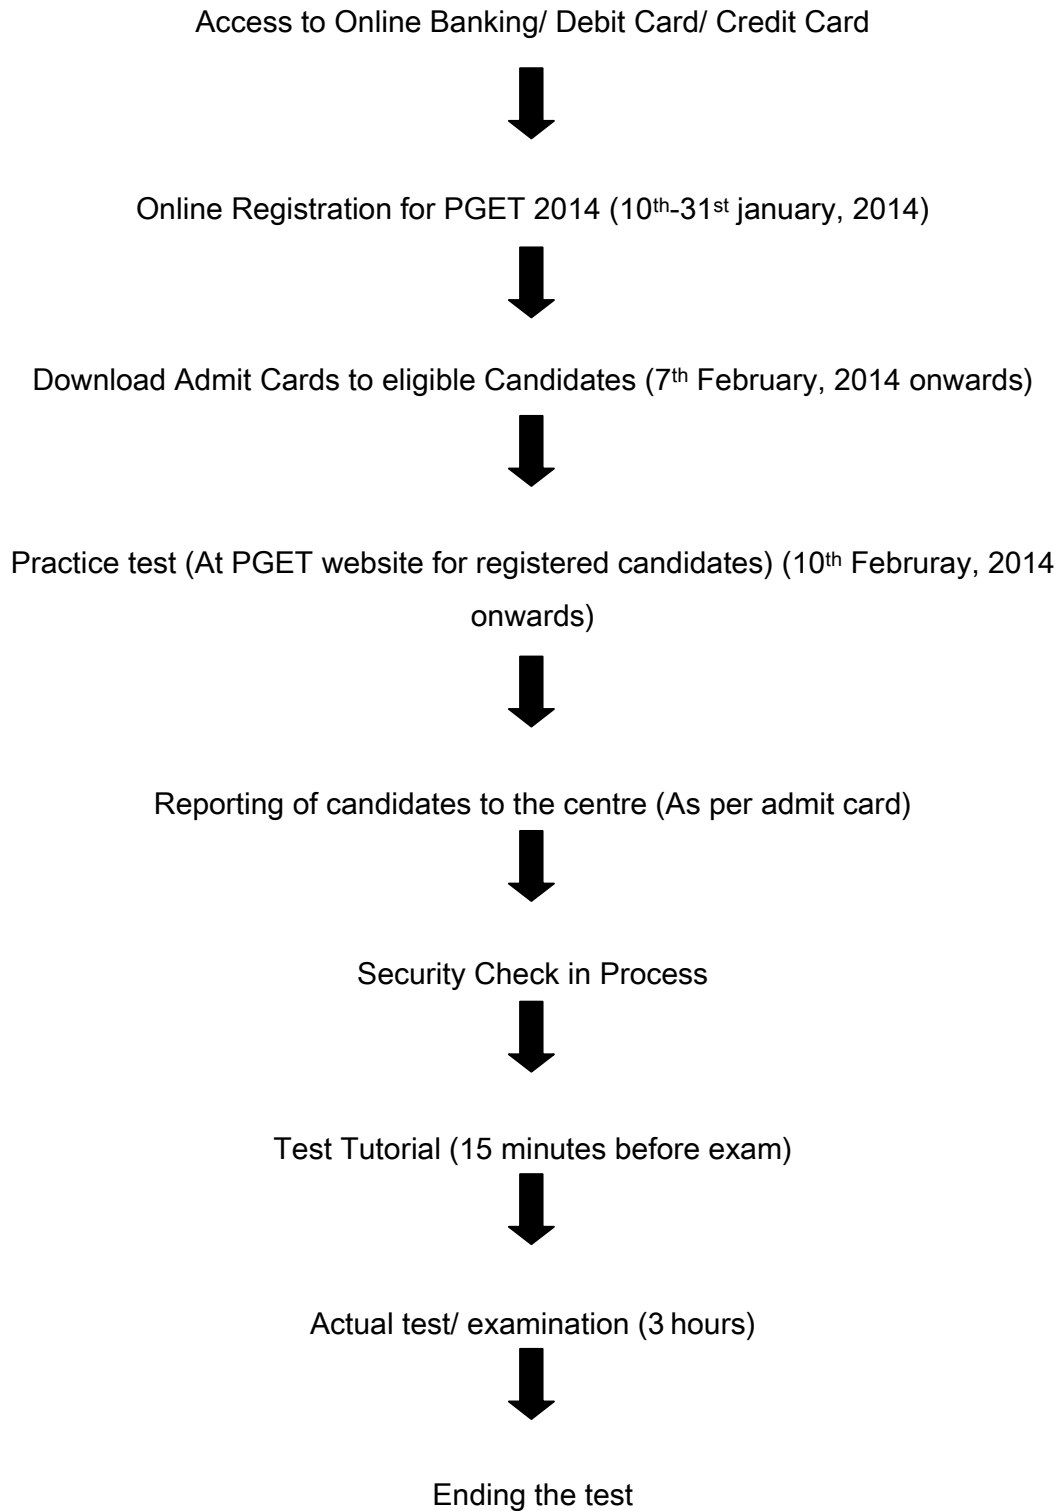 Access to Online Banking/ Debit Card/ Credit Card
Online Registration for PGET 2014 (10th-31st january, 2014)
Download Admit Cards to eligible Candidates (7th February, 2014 onwards)
Practice test (At PGET website for registered candidates) (10th Februray, 2014
onwards)
Reporting of candidates to the centre (As per admit card)
Security Check in Process
Test Tutorial (15 minutes before exam)
Actual test/ examination (3 hours)
Ending the test